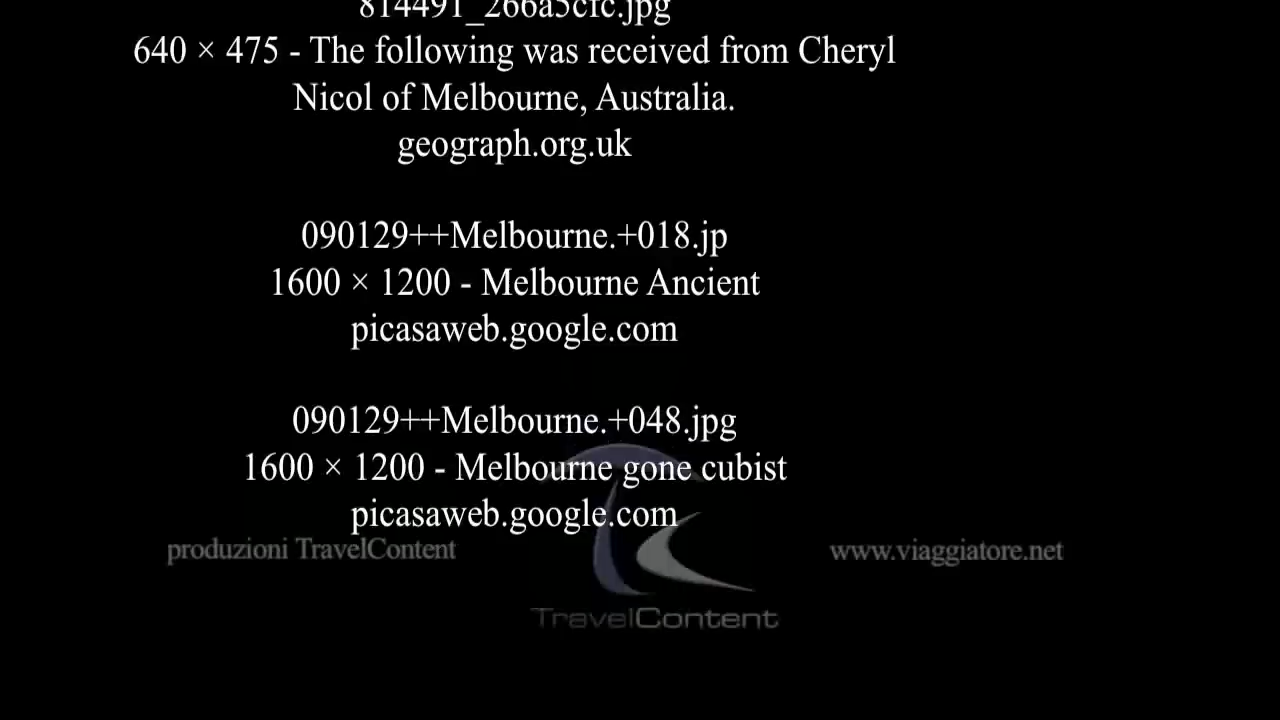 814491_266a5cfc.jpg
640 × 475 - The following was received from Cheryl
Nicol of Melbourne, Australia.
geograph.org.uk
090129++Melbourne.+018.jp
1600 × 1200 - Melbourne Ancient
picasaweb.google.com
090129++Melbourne.+048.jpg
1600 × 1200 - Melbourne gone cubist
picasaweb.google.com
produzioni TravelContent
www.viaggiatore.net
TravelContent